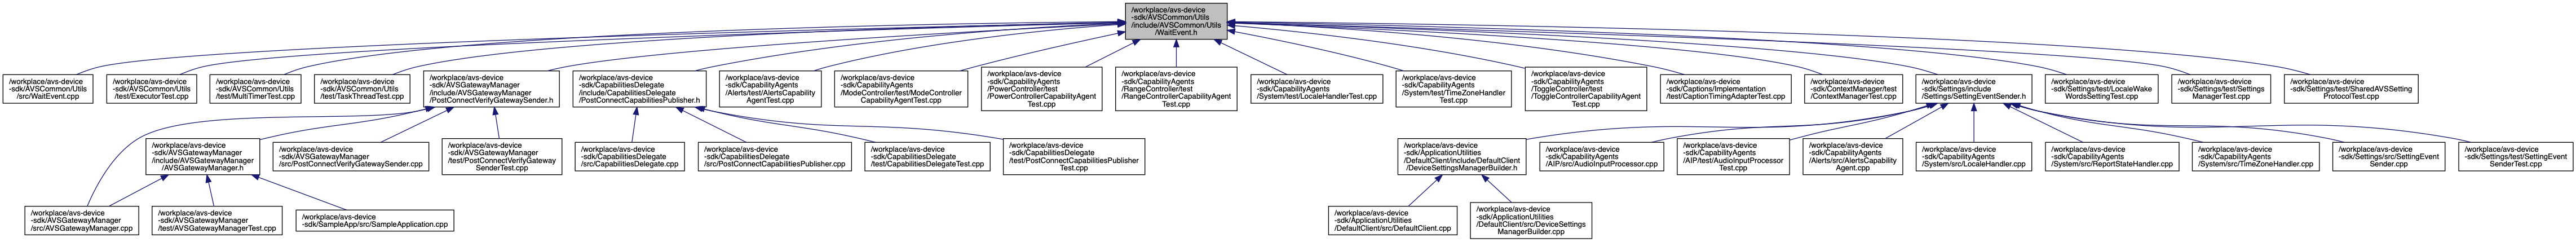 /workplace/avs-device
-sdk/AVSCommon/Utils
/include/AVSCommon/Utils
/WaitEvent.h
/workplace/avs-device
-sdk/AVSCommon/Utils
/src/WaitEvent.cpp
/workplace/avs-device
-sdk/AVSCommon/Utils
/test/ExecutorTest.cpp
/workplace/avs-device
-sdk/AVSCommon/Utils
/test/MultiTimerTest.cpp
/workplace/avs-device
-sdk/AVSCommon/Utils
/test/TaskThreadTest.cpp
/workplace/avs-device
-sdk/AVSGatewayManager
/include/AVSGatewayManager
/PostConnectVerifyGatewaySender.h
/workplace/avs-device
-sdk/CapabilitiesDelegate
/include/CapabilitiesDelegate
/PostConnectCapabilitiesPublisher.h
/workplace/avs-device
-sdk/CapabilityAgents
/Alerts/test/AlertsCapability
AgentTest.cpp
/workplace/avs-device
-sdk/CapabilityAgents
/ModeController/test/ModeController
CapabilityAgentTest.cpp
/workplace/avs-device
-sdk/CapabilityAgents
/PowerController/test
/PowerControllerCapabilityAgent
Test.cpp
/workplace/avs-device
-sdk/CapabilityAgents
/RangeController/test
/RangeControllerCapabilityAgent
Test.cpp
/workplace/avs-device
-sdk/CapabilityAgents
/System/test/LocaleHandlerTest.cpp
/workplace/avs-device
-sdk/CapabilityAgents
/System/test/TimeZoneHandler
Test.cpp
/workplace/avs-device
-sdk/CapabilityAgents
/ToggleController/test
/ToggleControllerCapabilityAgent
Test.cpp
/workplace/avs-device
-sdk/Captions/Implementation
/test/CaptionTimingAdapterTest.cpp
/workplace/avs-device
-sdk/ContextManager/test
/ContextManagerTest.cpp
/workplace/avs-device
-sdk/Settings/include
/Settings/SettingEventSender.h
/workplace/avs-device
-sdk/Settings/test/LocaleWake
WordsSettingTest.cpp
/workplace/avs-device
-sdk/Settings/test/Settings
ManagerTest.cpp
/workplace/avs-device
-sdk/Settings/test/SharedAVSSetting
ProtocolTest.cpp
/workplace/avs-device
-sdk/AVSGatewayManager
/include/AVSGatewayManager
/AVSGatewayManager.h
/workplace/avs-device
-sdk/AVSGatewayManager
/src/PostConnectVerifyGatewaySender.cpp
/workplace/avs-device
-sdk/AVSGatewayManager
/test/PostConnectVerifyGateway
SenderTest.cpp
/workplace/avs-device
-sdk/CapabilitiesDelegate
/src/CapabilitiesDelegate.cpp
/workplace/avs-device
-sdk/CapabilitiesDelegate
/src/PostConnectCapabilitiesPublisher.cpp
/workplace/avs-device
-sdk/CapabilitiesDelegate
/test/CapabilitiesDelegateTest.cpp
/workplace/avs-device
-sdk/CapabilitiesDelegate
/test/PostConnectCapabilitiesPublisher
Test.cpp
/workplace/avs-device
-sdk/ApplicationUtilities
/DefaultClient/include/DefaultClient
/DeviceSettingsManagerBuilder.h
/workplace/avs-device
-sdk/CapabilityAgents
/AIP/src/AudioInputProcessor.cpp
/workplace/avs-device
-sdk/CapabilityAgents
/AIP/test/AudioInputProcessor
Test.cpp
/workplace/avs-device
-sdk/CapabilityAgents
/Alerts/src/AlertsCapability
Agent.cpp
/workplace/avs-device
-sdk/CapabilityAgents
/System/src/LocaleHandler.cpp
/workplace/avs-device
-sdk/CapabilityAgents
/System/src/ReportStateHandler.cpp
/workplace/avs-device
-sdk/CapabilityAgents
/System/src/TimeZoneHandler.cpp
/workplace/avs-device
-sdk/Settings/src/SettingEvent
Sender.cpp
/workplace/avs-device
-sdk/Settings/test/SettingEvent
SenderTest.cpp
/workplace/avs-device
-sdk/AVSGatewayManager
/src/AVSGatewayManager.cpp
/workplace/avs-device
-sdk/AVSGatewayManager
/test/AVSGatewayManagerTest.cpp
/workplace/avs-device
-sdk/SampleApp/src/SampleApplication.cpp
/workplace/avs-device
-sdk/ApplicationUtilities
/DefaultClient/src/DefaultClient.cpp
/workplace/avs-device
-sdk/ApplicationUtilities
/DefaultClient/src/DeviceSettings
ManagerBuilder.cpp